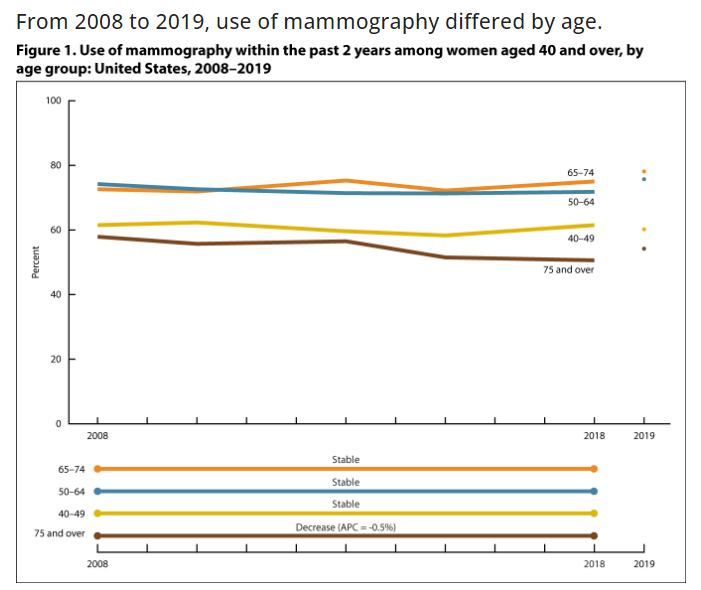 From 2008 to 2019, use of mammography differed by age.
Figure 1. Use of mammography within the past 2 years among women aged 40 and over, by
age group: United States, 2008–2019
100
80
60
40
20
0
Percent
65–74
50–64
40–49
75 and over
2008
2018
2019
Stable
65–74
Stable
50–64
Stable
40–49
Decrease (APC = -0.5%)
75 and over
2008
2018
2019